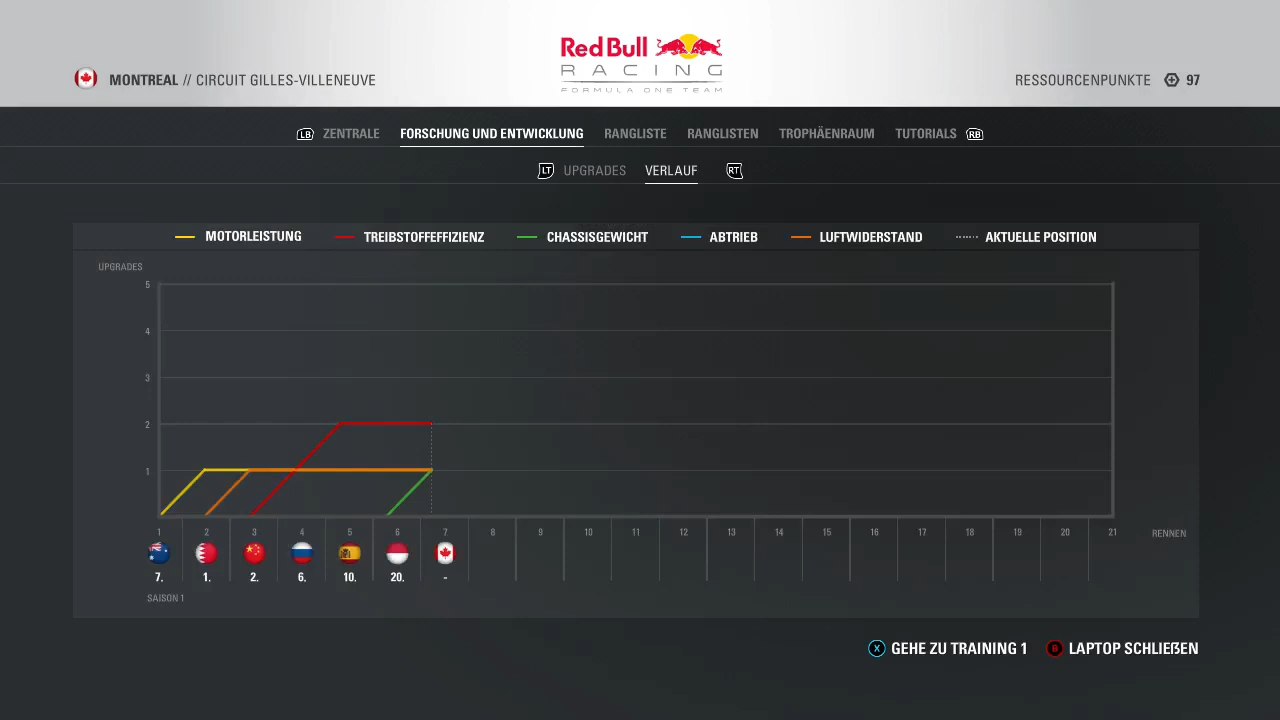 Red Bull
RACING
FORMULA ONE TEAM
MONTREAL // CIRCUIT GILLES-VILLENEUVE
RESSOURCENPUNKTE 97
LB ZENTRALE FORSCHUNG UND ENTWICKLUNG RANGLISTE RANGLISTEN TROPHÄENRAUM TUTORIALS RB
LT UPGRADES VERLAUF RT
MOTORLEISTUNG TREIBSTOFFEFFIZIENZ CHASSISGEWICHT ABTRIEB LUFTWIDERSTAND AKTUELLE POSITION
UPGRADES
5
4
3
2
1
1 2 3 4 5 6 7 8 9 10 11 12 13 14 15 16 17 18 19 20 21 RENNEN
7. 1. 2. 6. 10. 20. -
SAISON 1
X GEHE ZU TRAINING 1 B LAPTOP SCHLIEẞEN